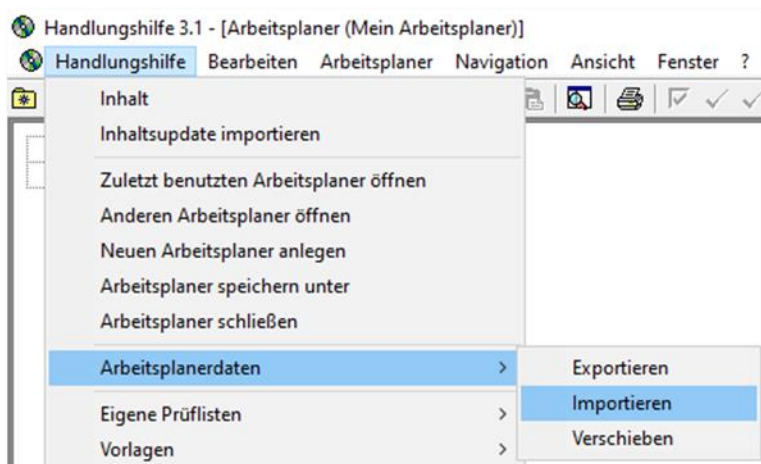 Handlungshilfe 3.1 - [Arbeitsplaner (Mein Arbeitsplaner)]
Handlungshilfe Bearbeiten Arbeitsplaner Navigation Ansicht Fenster ?
Inhalt
Inhaltsupdate importieren
Zuletzt benutzten Arbeitsplaner öffnen
Anderen Arbeitsplaner öffnen
Neuen Arbeitsplaner anlegen
Arbeitsplaner speichern unter
Arbeitsplaner schließen
Arbeitsplanerdaten
Exportieren
Importieren
Verschieben
Eigene Prüflisten
Vorlagen